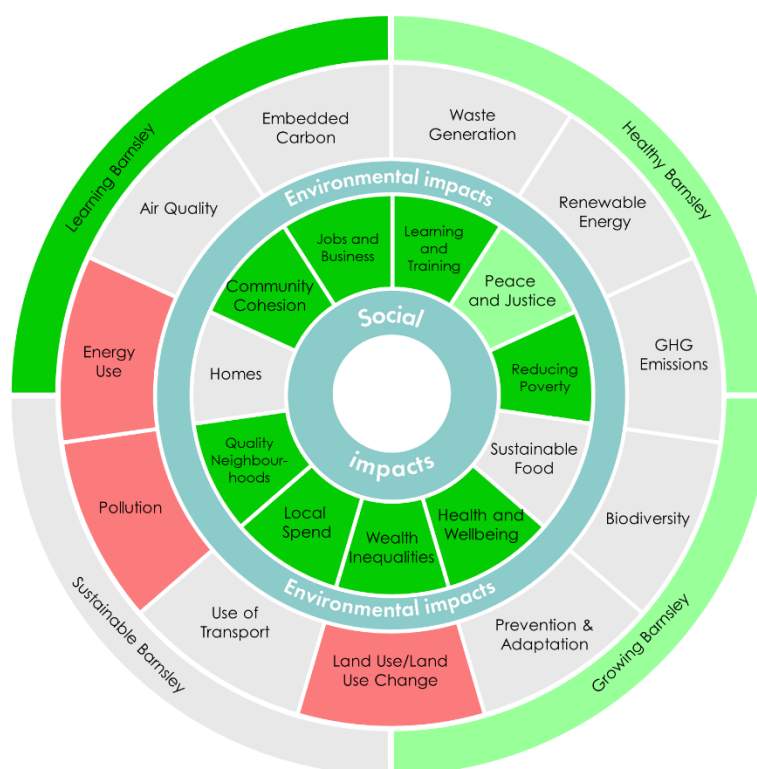 Learning Barnsley
Healthy Barnsley
Growing Barnsley
Sustainable Barnsley
Embedded
Carbon
Waste
Generation
Renewable
Energy
GHG
Emissions
Biodiversity
Prevention &
Adaptation
Land Use/Land
Use Change
Use of
Transport
Pollution
Energy
Use
Air Quality
Environmental impacts
Jobs and
Business
Learning
and
Training
Peace
and Justice
Reducing
Poverty
Sustainable
Food
Health and
Wellbeing
Wealth
Inequalities
Local
Spend
Quality
Neighbour-
hoods
Homes
Community
Cohesion
Social
impacts
Environmental impacts